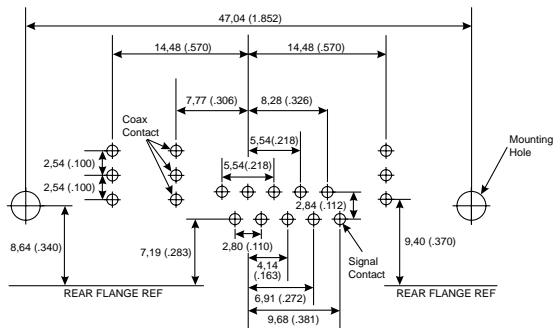 47,04 (1.852)
14,48 (.570)
14,48 (.570)
7,77 (.306)
8,28 (.326)
Coax
Contact
5,54(.218)
Mounting
Hole
2,54 (.100)
5,54(.218)
2,54 (.100)
2,84 (.112)
8,64 (.340)
7,19 (.283)
2,80 (.110)
Signal
Contact
9,40 (.370)
4,14
(.163)
REAR FLANGE REF
6,91 (.272)
REAR FLANGE REF
9,68 (.381)